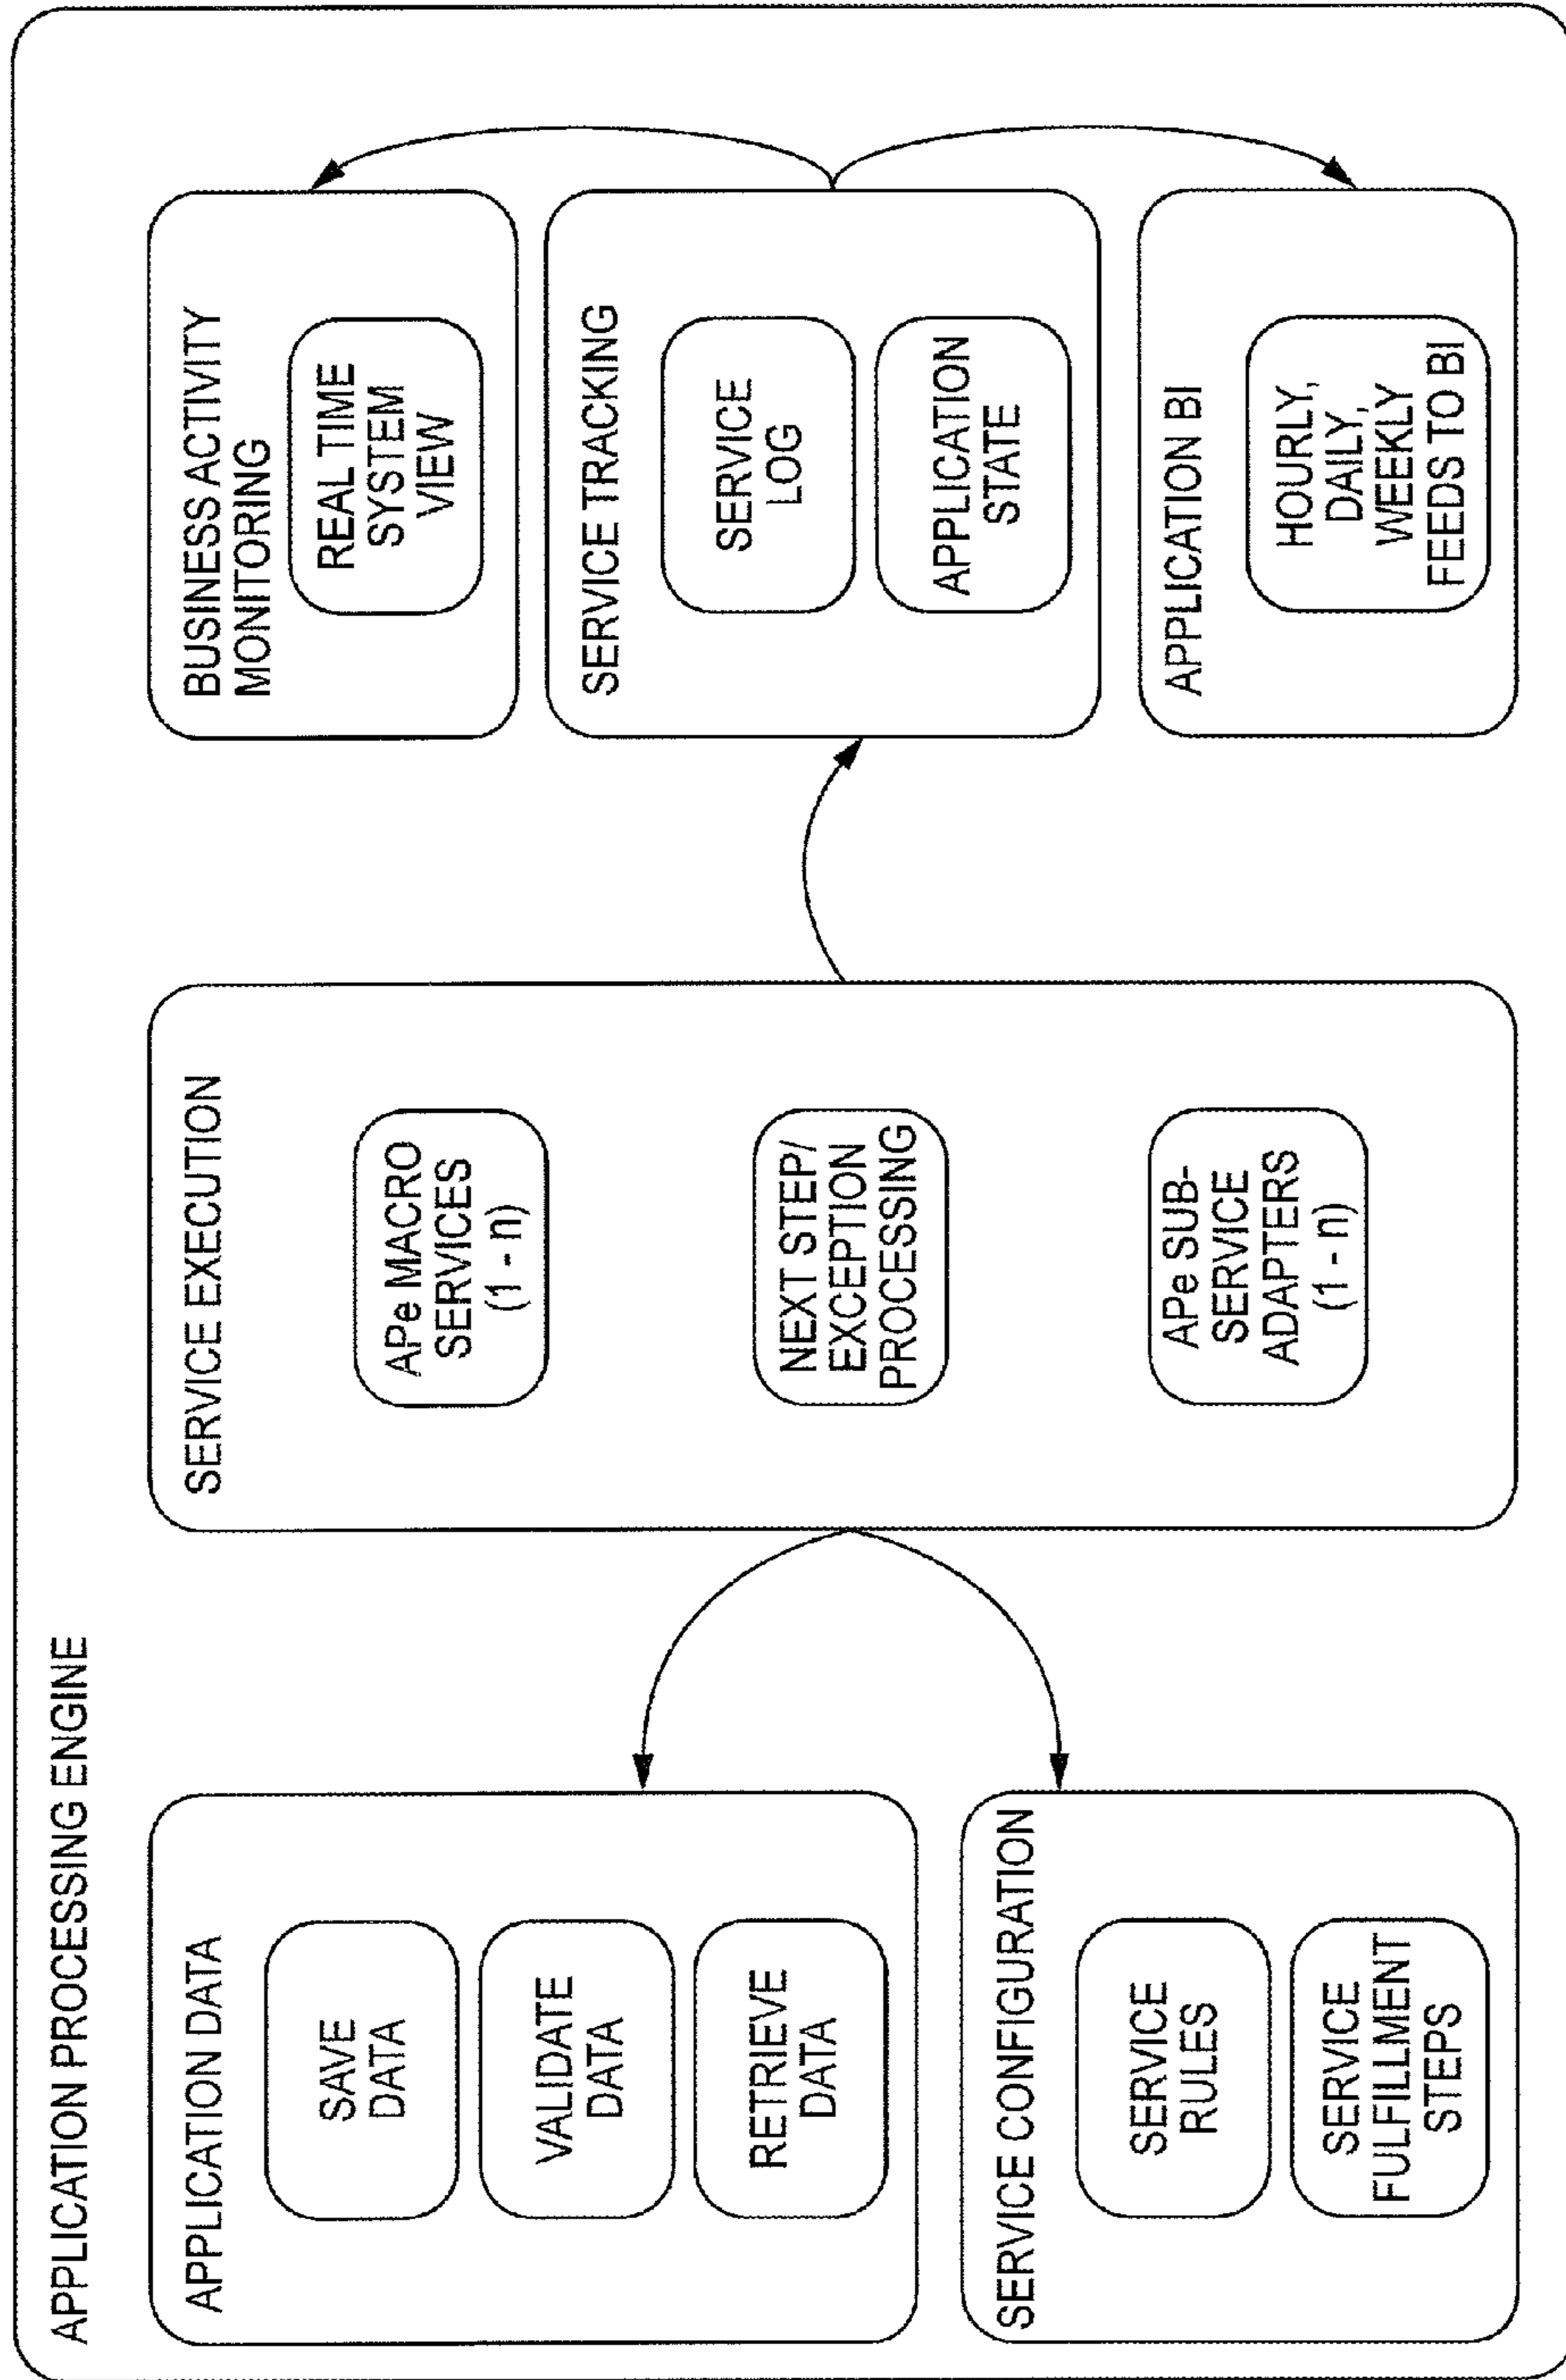 APPLICATION PROCESSING ENGINE
APPLICATION DATA
SAVE
DATA
VALIDATE
DATA
RETRIEVE
DATA
SERVICE CONFIGURATION
SERVICE
RULES
SERVICE
FULFILLMENT
STEPS
SERVICE EXECUTION
APe MACRO
SERVICES
(1 - n)
NEXT STEP/
EXCEPTION
PROCESSING
APe SUB-
SERVICE
ADAPTERS
(1 - n)
BUSINESS ACTIVITY
MONITORING
REAL TIME
SYSTEM
VIEW
SERVICE TRACKING
SERVICE
LOG
APPLICATION
STATE
APPLICATION BI
HOURLY,
DAILY,
WEEKLY
FEEDS TO BI